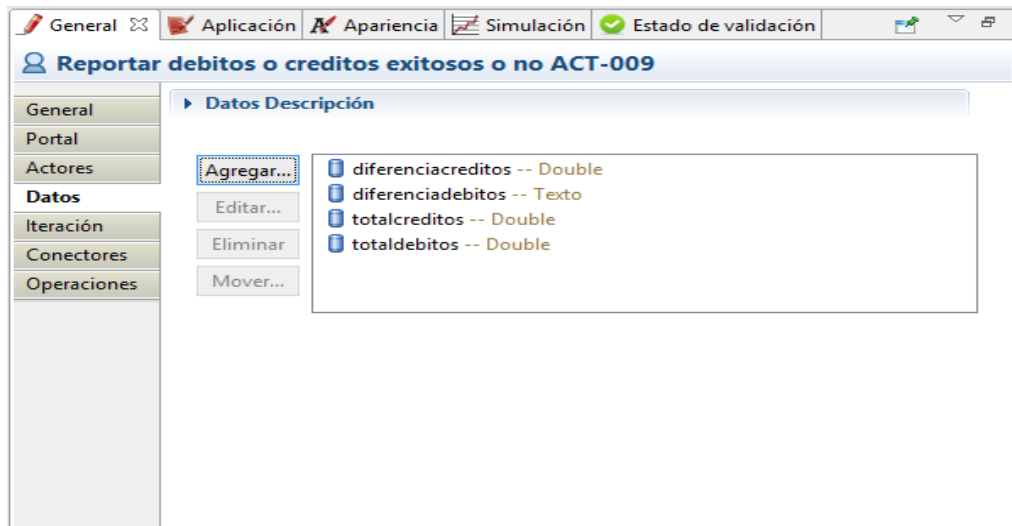 General Aplicación Apariencia Simulación Estado de validación
Reportar debitos o creditos exitosos o no ACT-009
General
Portal
Actores
Datos
Iteración
Conectores
Operaciones
Datos Descripción
Agregar...
Editar...
Eliminar
Mover...
diferenciacreditos -- Double
diferenciadebitos -- Texto
totalcreditos -- Double
totaldebitos -- Double